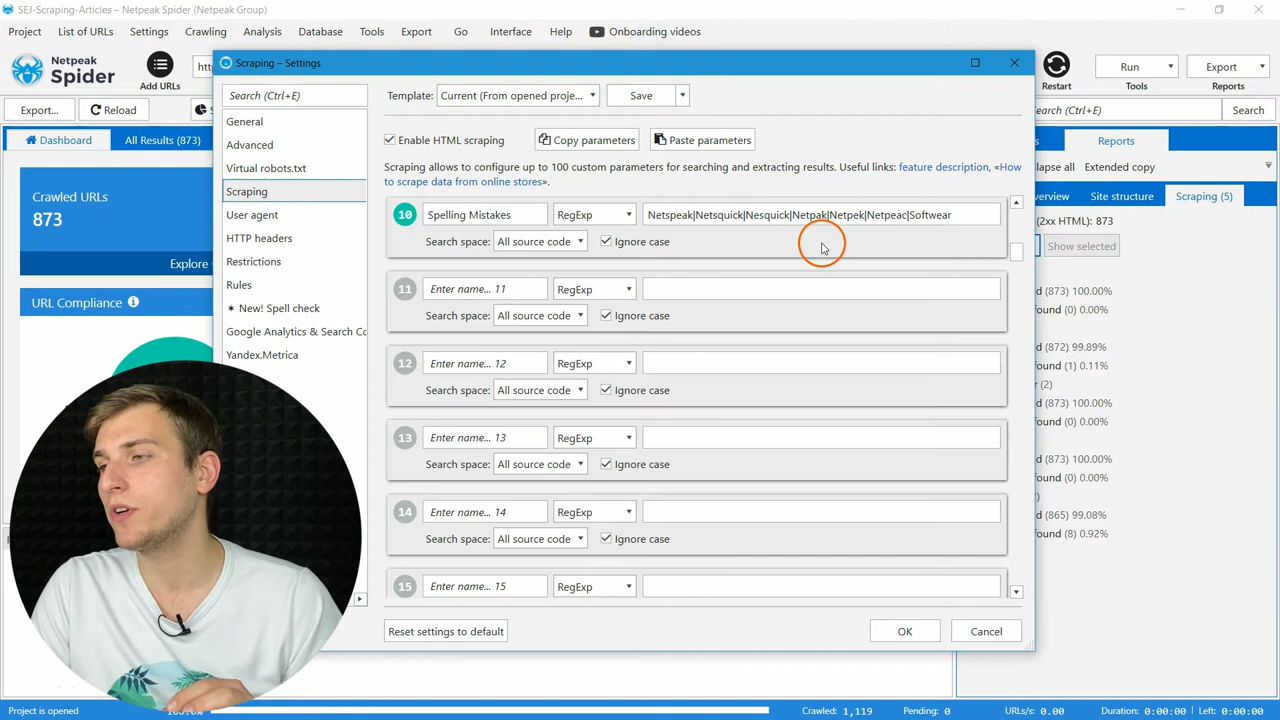 SEJ-Scraping-Articles – Netpeak Spider (Netpeak Group)
Project List of URLs Settings Crawling Analysis Database Tools Export Go Interface Help Onboarding videos
Netpeak Spider
Add URLs
Restart
Run
Tools
Export
Reports
Export...
Reload
(Ctrl+E)
Search
Dashboard
All Results (873)
Reports
Crawled URLs
873
Explore
URL Compliance
Scraping – Settings
Search (Ctrl+E)
General
Advanced
Virtual robots.txt
Scraping
User agent
HTTP headers
Restrictions
Rules
✶ New! Spell check
Google Analytics & Search Co
Yandex.Metrica
Template: Current (From opened proje... Save
Enable HTML scraping Copy parameters Paste parameters
Scraping allows to configure up to 100 custom parameters for searching and extracting results. Useful links: feature description, «How
to scrape data from online stores».
10 Spelling Mistakes RegExp Netspeak|Netsquick|Nesquick|Netpak|Netpek|Netpeac|Softwear
Search space: All source code Ignore case
11 Enter name... 11 RegExp
Search space: All source code Ignore case
12 Enter name... 12 RegExp
Search space: All source code Ignore case
13 Enter name... 13 RegExp
Search space: All source code Ignore case
14 Enter name... 14 RegExp
Search space: All source code Ignore case
15 Enter name... 15 RegExp
Reset settings to default OK Cancel
lapse all Extended copy
verview Site structure Scraping (5)
(2xx HTML): 873
Show selected
d (873) 100.00%
ound (0) 0.00%
d (872) 99.89%
ound (1) 0.11%
er (2)
d (873) 100.00%
ound (0) 0.00%
d (873) 100.00%
ound (0) 0.00%
d (865) 99.08%
ound (8) 0.92%
Project is opened 100.0% Crawled: 1,119 Pending: 0 URLs/s: 0.00 Duration: 0:00:00 Left: 0:00:00